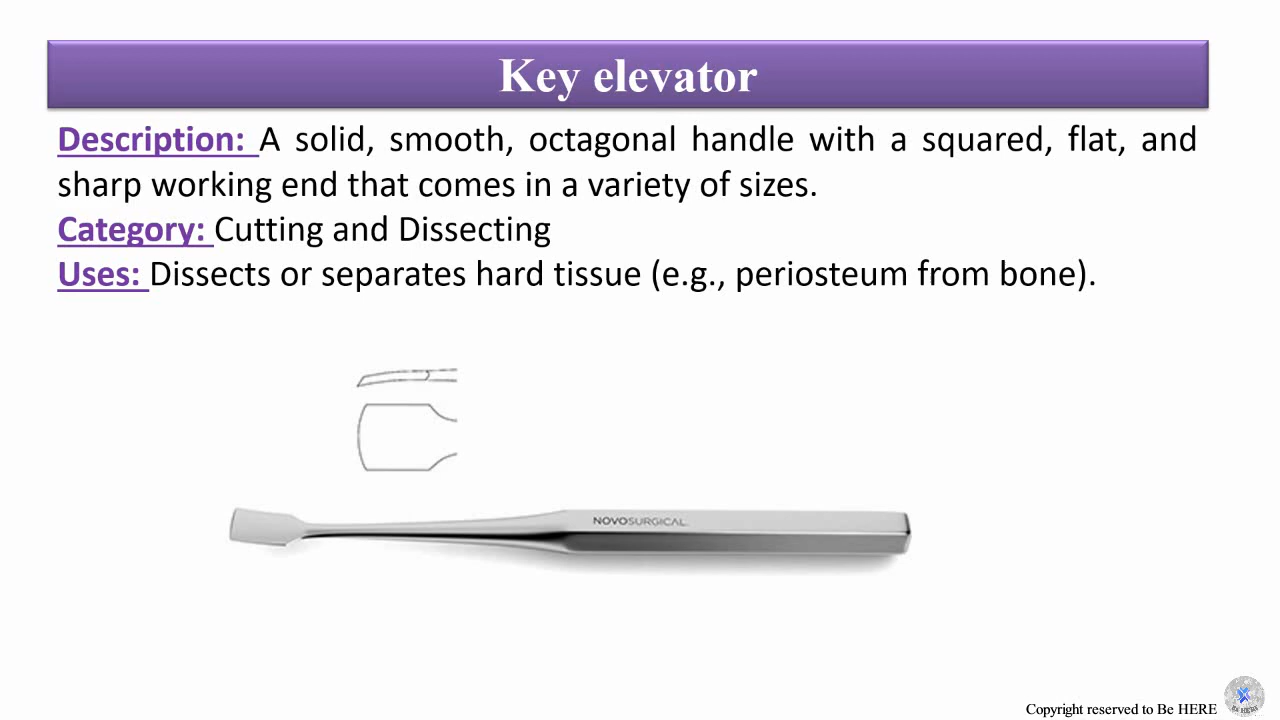 Key elevator
Description: A solid, smooth, octagonal handle with a squared, flat, and
sharp working end that comes in a variety of sizes.
Category: Cutting and Dissecting
Uses: Dissects or separates hard tissue (e.g., periosteum from bone).
NOVOSURGICAL
Copyright reserved to Be HERE
Be HERE